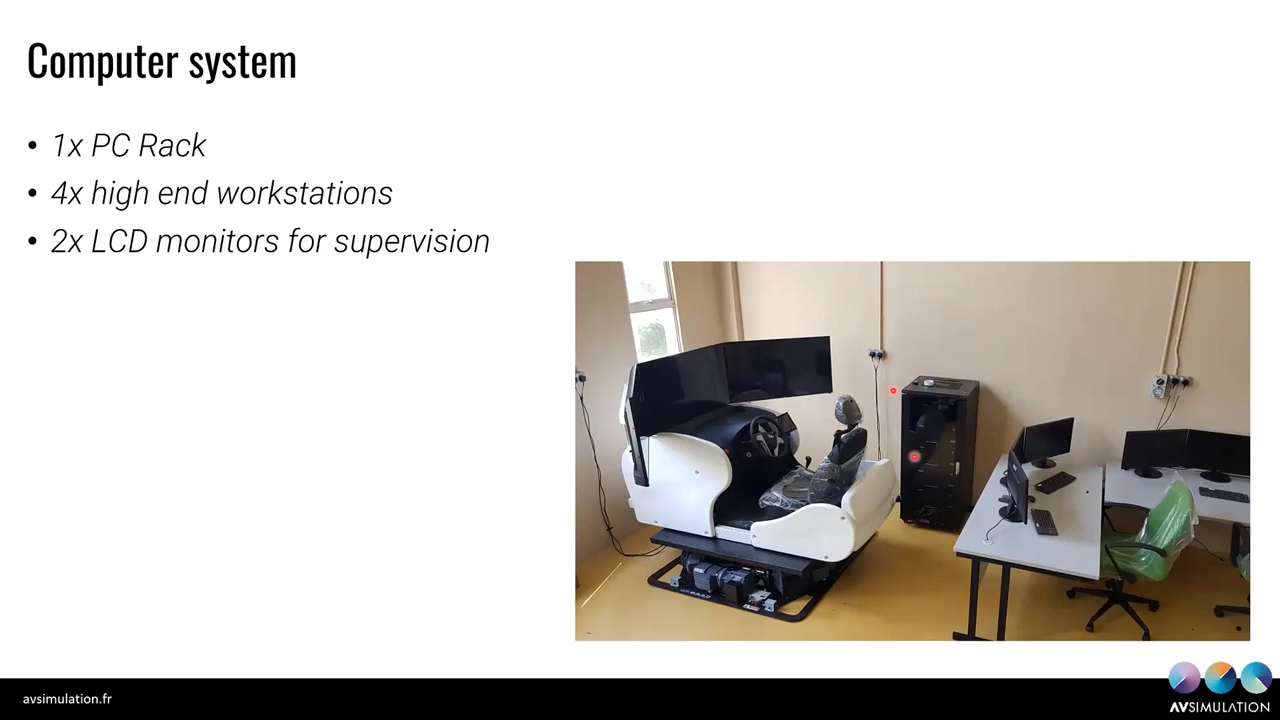 Computer system
• 1x PC Rack
• 4x high end workstations
• 2x LCD monitors for supervision
avsimulation.fr
AVSIMULATION